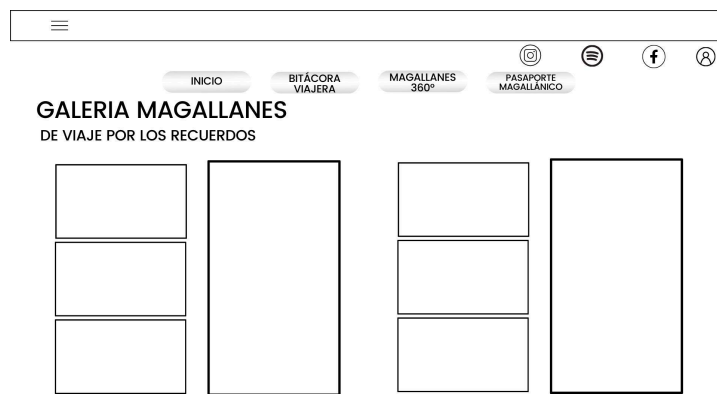 INICIO
BITÁCORA
VIAJERA
MAGALLANES
360°
PASAPORTE
MAGALLÁNICO
GALERIA MAGALLANES
DE VIAJE POR LOS RECUERDOS